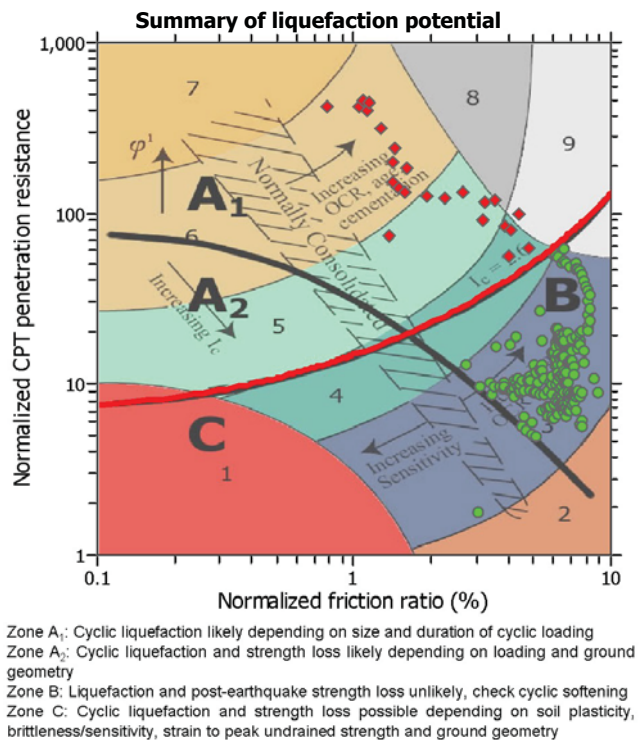 Summary of liquefaction potential
1,000
100
10
1
Normalized CPT penetration resistance
7
8
9
φ¹
A₁
Increasing
OCR, age,
cementation
Normally Consolidated
6
A₂
Increasing Ic
5
B
4
C
1
Increasing
Sensitivity
3
2
0.1
1
10
Normalized friction ratio (%)
Zone A₁: Cyclic liquefaction likely depending on size and duration of cyclic loading
Zone A₂: Cyclic liquefaction and strength loss likely depending on loading and ground
geometry
Zone B: Liquefaction and post-earthquake strength loss unlikely, check cyclic softening
Zone C: Cyclic liquefaction and strength loss possible depending on soil plasticity,
brittleness/sensitivity, strain to peak undrained strength and ground geometry